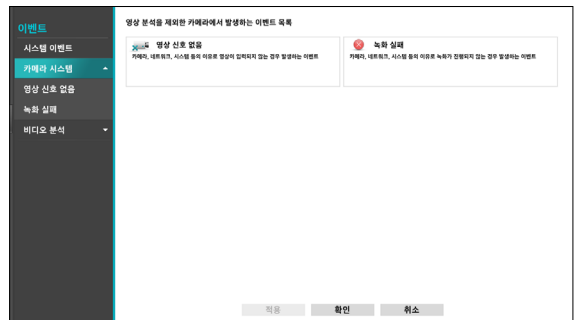 이벤트
시스템 이벤트
카메라 시스템
영상 신호 없음
녹화 실패
비디오 분석
영상 분석을 제외한 카메라에서 발생하는 이벤트 목록
영상 신호 없음
카메라, 네트워크, 시스템 등의 이유로 영상이 입력되지 않는 경우 발생하는 이벤트
녹화 실패
카메라, 네트워크, 시스템 등의 이유로 녹화가 진행되지 않는 경우 발생하는 이벤트
적용 확인 취소